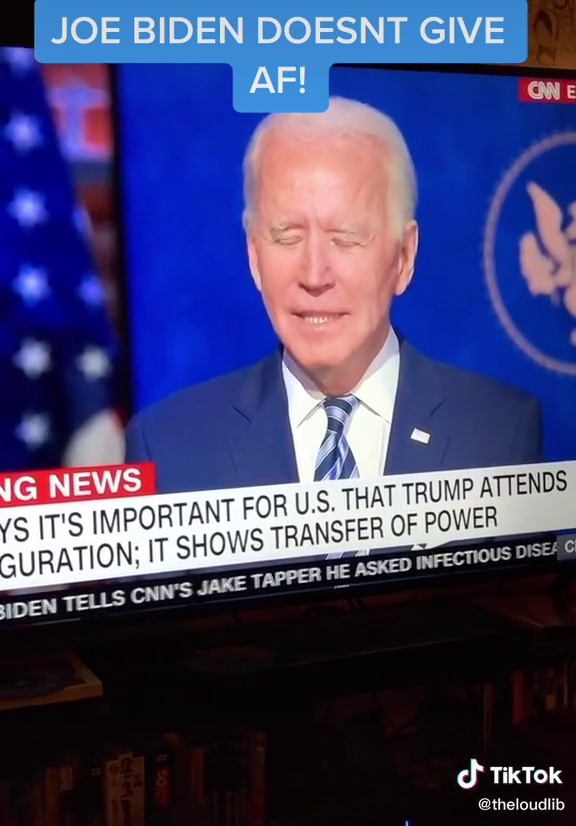 JOE BIDEN DOESNT GIVE
AF!
CNN E
NG NEWS
YS IT'S IMPORTANT FOR U.S. THAT TRUMP ATTENDS
GURATION; IT SHOWS TRANSFER OF POWER
BIDEN TELLS CNN'S JAKE TAPPER HE ASKED INFECTIOUS DISEA
TikTok
@theloudlib